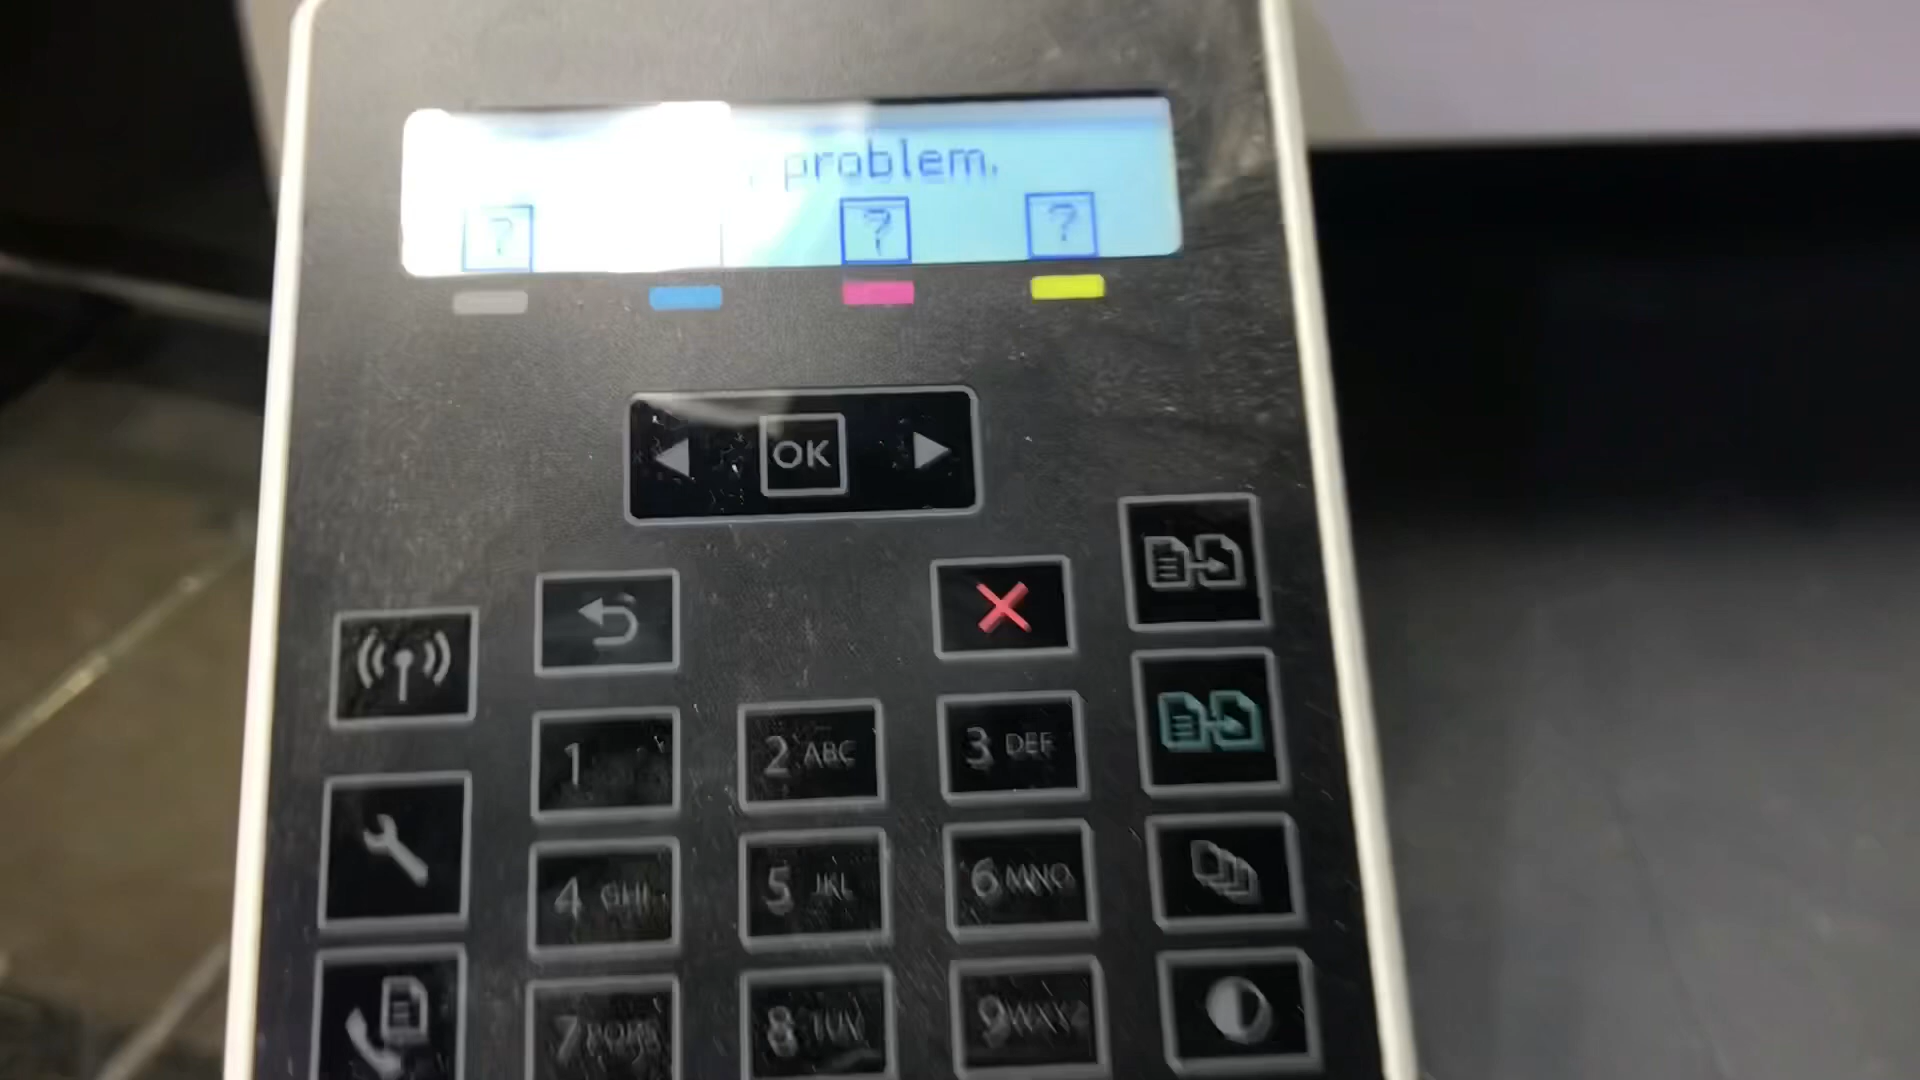 problem.
? ? ?
OK
1
2 ABC
3 DEF
4 GHI
5 JKL
6 MNO
7 PQRS
8 TUV
9 WXYZ